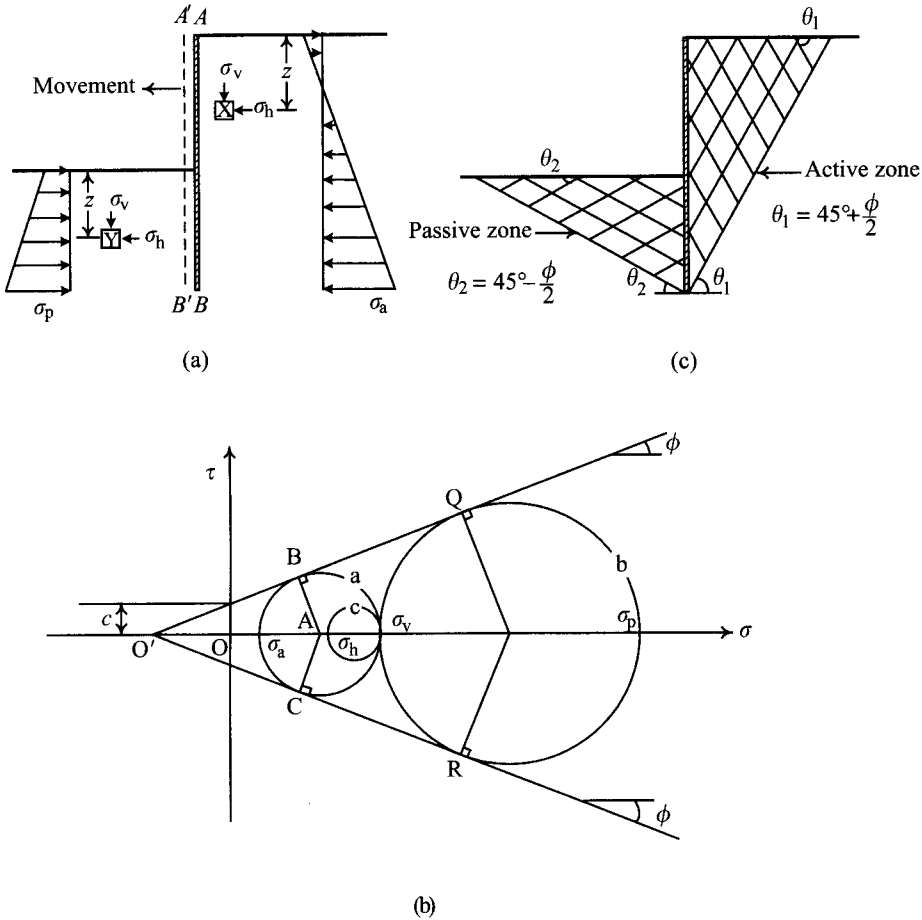 A′ A
Movement
z
σv
X
σh
z
σv
Y
σh
σp
B′ B
σa
(a)
θ1
θ2
Active zone
θ1 = 45°+ϕ/2
Passive zone
θ2 = 45°−ϕ/2
θ2
θ1
(c)
τ
ϕ
Q
B
a
b
c
c
A
σv
σp
σ
O′
O
σa
σh
C
R
ϕ
(b)